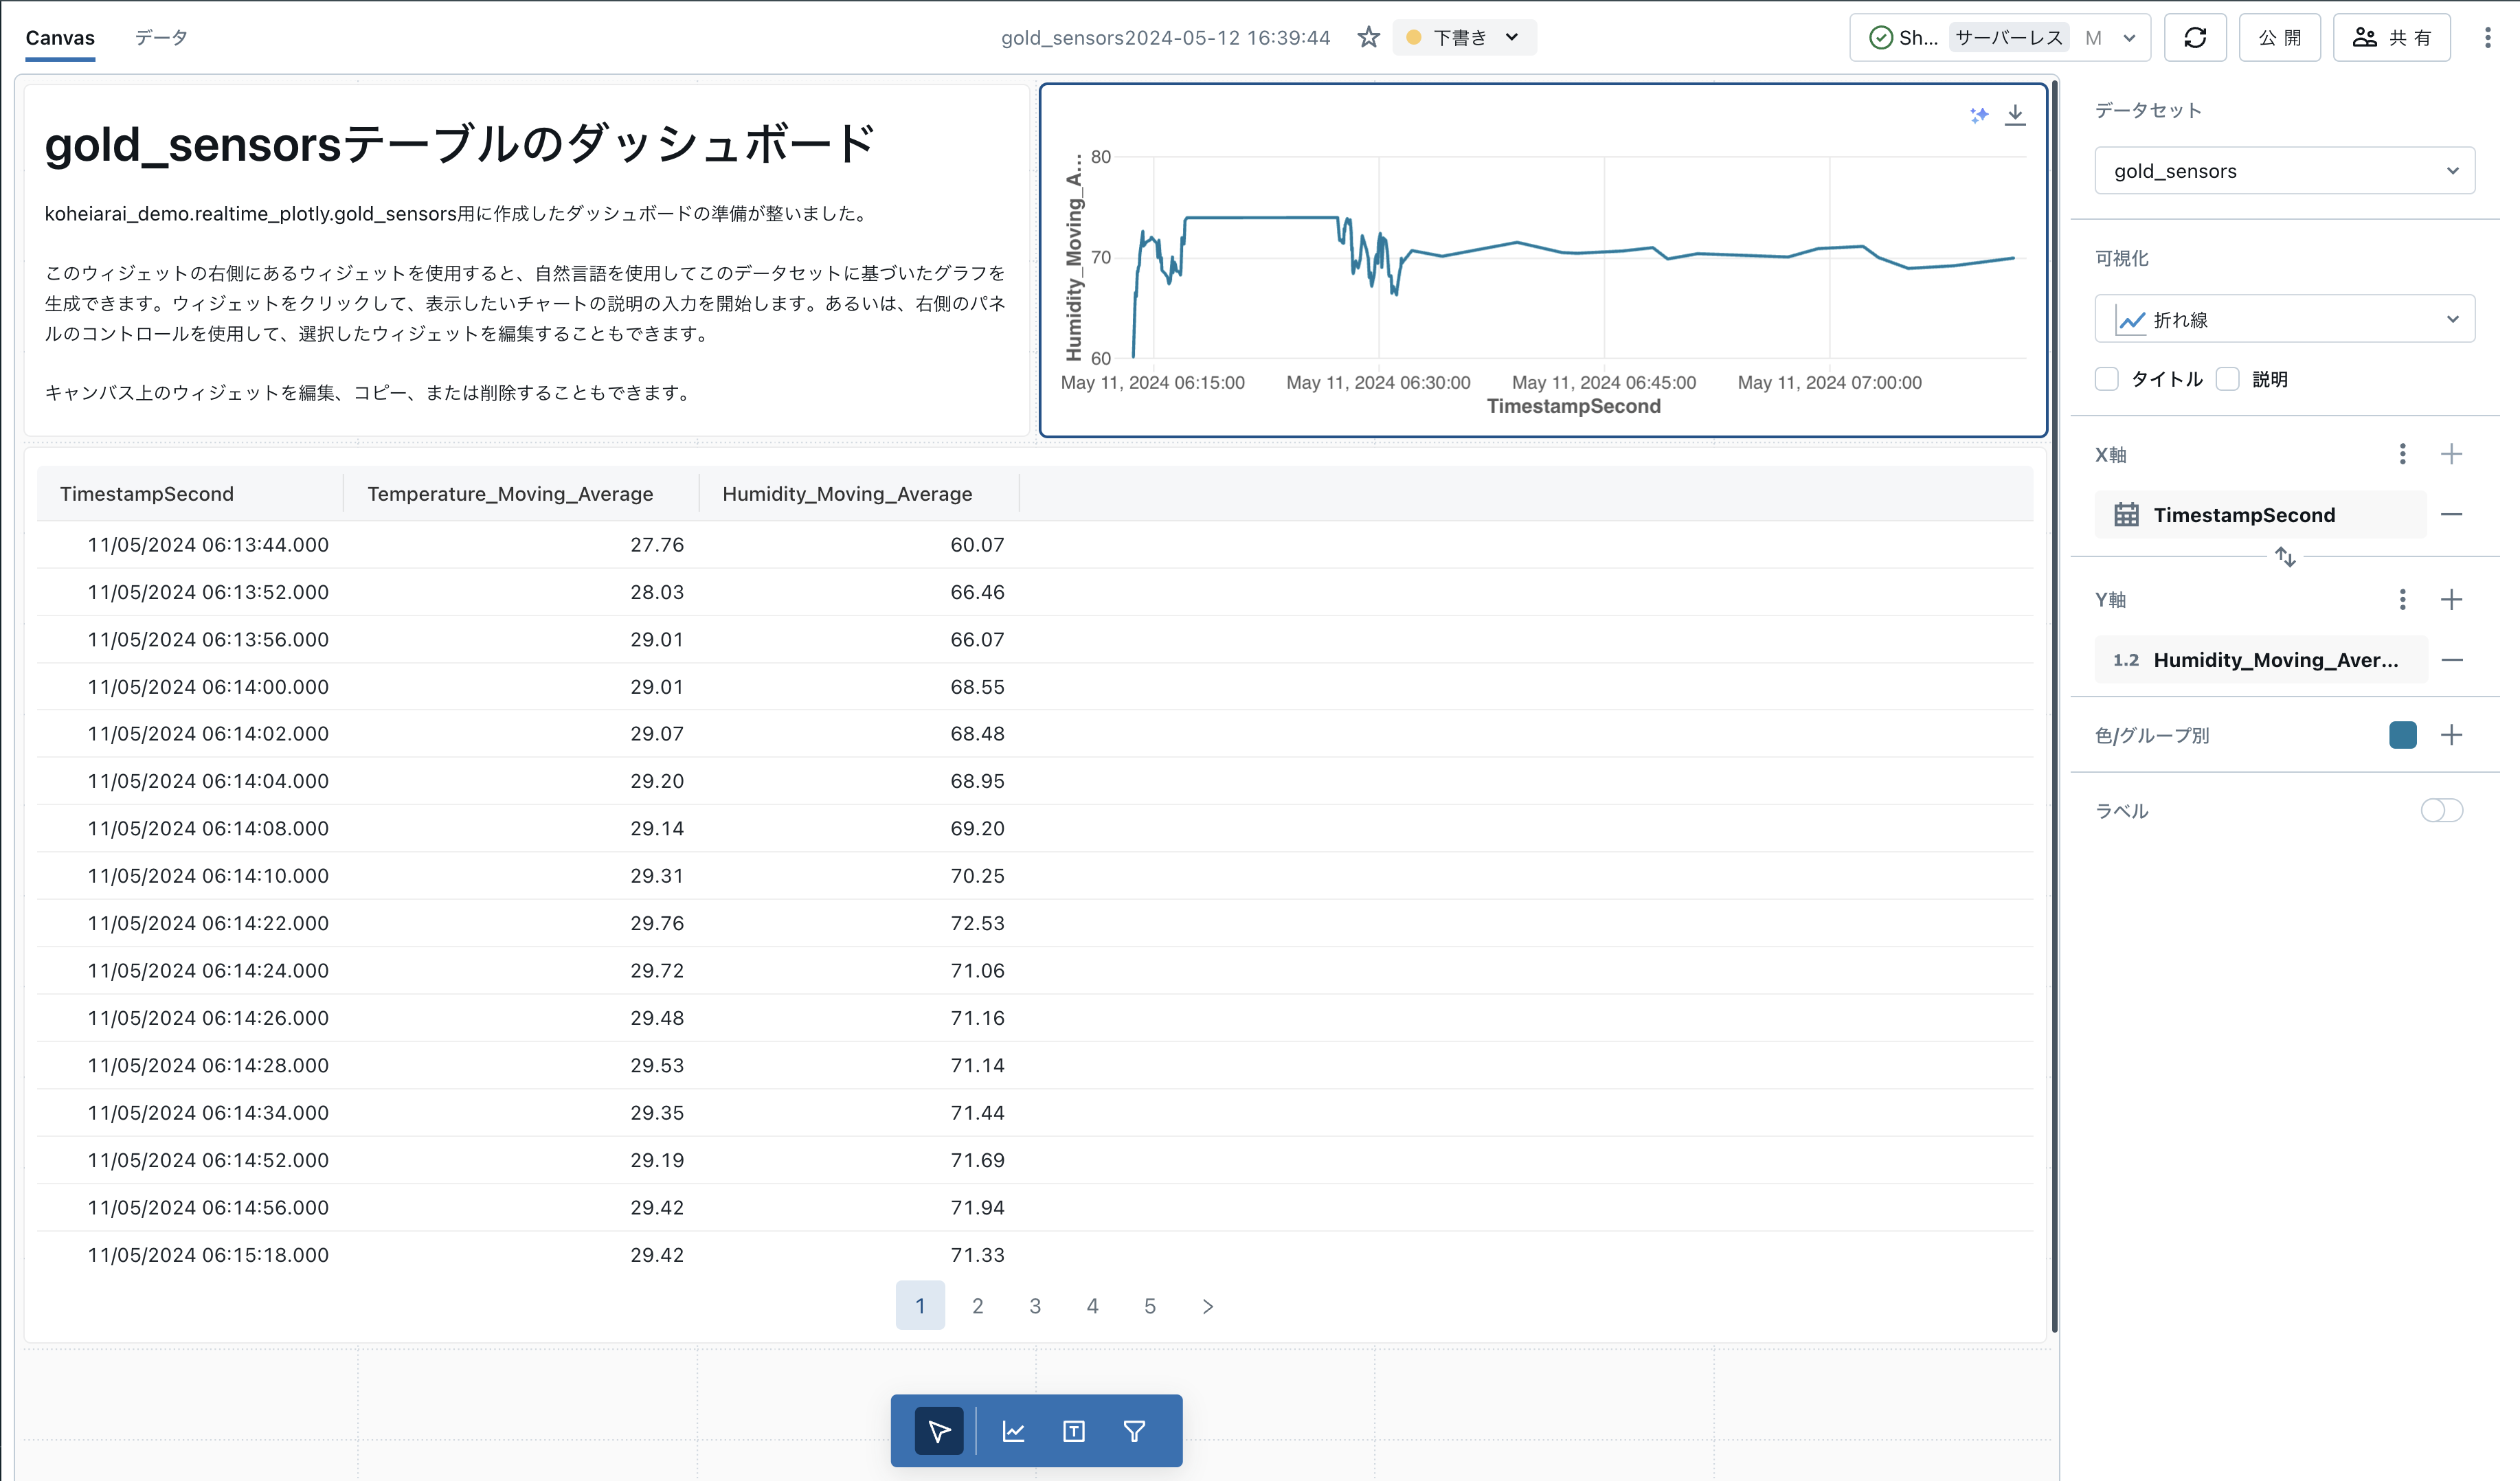 Canvas
データ
gold_sensors2024-05-12 16:39:44
下書き
Sh...
サーバーレス
M
公開
共有
gold_sensorsテーブルのダッシュボード
koheiarai_demo.realtime_plotly.gold_sensors用に作成したダッシュボードの準備が整いました。
このウィジェットの右側にあるウィジェットを使用すると、自然言語を使用してこのデータセットに基づいたグラフを
生成できます。ウィジェットをクリックして、表示したいチャートの説明の入力を開始します。あるいは、右側のパネ
ルのコントロールを使用して、選択したウィジェットを編集することもできます。
キャンバス上のウィジェットを編集、コピー、または削除することもできます。
Humidity_Moving_A...
80
70
60
May 11, 2024 06:15:00
May 11, 2024 06:30:00
May 11, 2024 06:45:00
May 11, 2024 07:00:00
TimestampSecond
TimestampSecond Temperature_Moving_Average Humidity_Moving_Average
11/05/2024 06:13:44.000 27.76 60.07
11/05/2024 06:13:52.000 28.03 66.46
11/05/2024 06:13:56.000 29.01 66.07
11/05/2024 06:14:00.000 29.01 68.55
11/05/2024 06:14:02.000 29.07 68.48
11/05/2024 06:14:04.000 29.20 68.95
11/05/2024 06:14:08.000 29.14 69.20
11/05/2024 06:14:10.000 29.31 70.25
11/05/2024 06:14:22.000 29.76 72.53
11/05/2024 06:14:24.000 29.72 71.06
11/05/2024 06:14:26.000 29.48 71.16
11/05/2024 06:14:28.000 29.53 71.14
11/05/2024 06:14:34.000 29.35 71.44
11/05/2024 06:14:52.000 29.19 71.69
11/05/2024 06:14:56.000 29.42 71.94
11/05/2024 06:15:18.000 29.42 71.33
1 2 3 4 5 >
データセット
gold_sensors
可視化
折れ線
タイトル 説明
X軸
TimestampSecond
Y軸
1.2 Humidity_Moving_Aver...
色/グループ別
ラベル